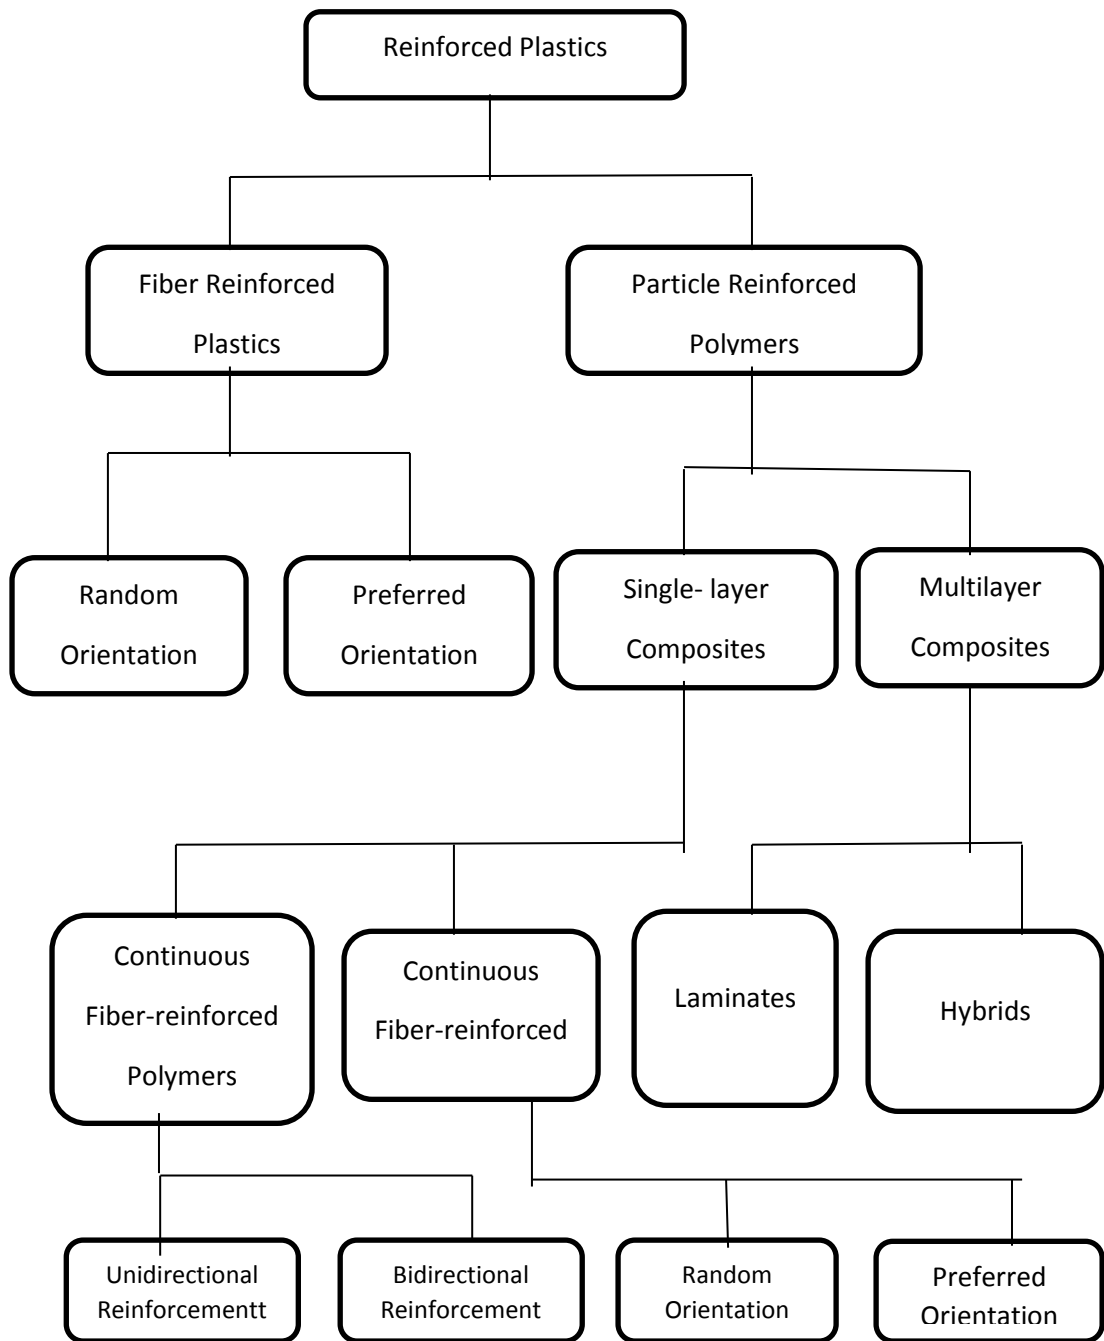 Reinforced Plastics
Fiber Reinforced
Plastics
Particle Reinforced
Polymers
Random
Orientation
Preferred
Orientation
Single- layer
Composites
Multilayer
Composites
Continuous
Fiber-reinforced
Polymers
Continuous
Fiber-reinforced
Laminates
Hybrids
Unidirectional
Reinforcementt
Bidirectional
Reinforcement
Random
Orientation
Preferred
Orientation